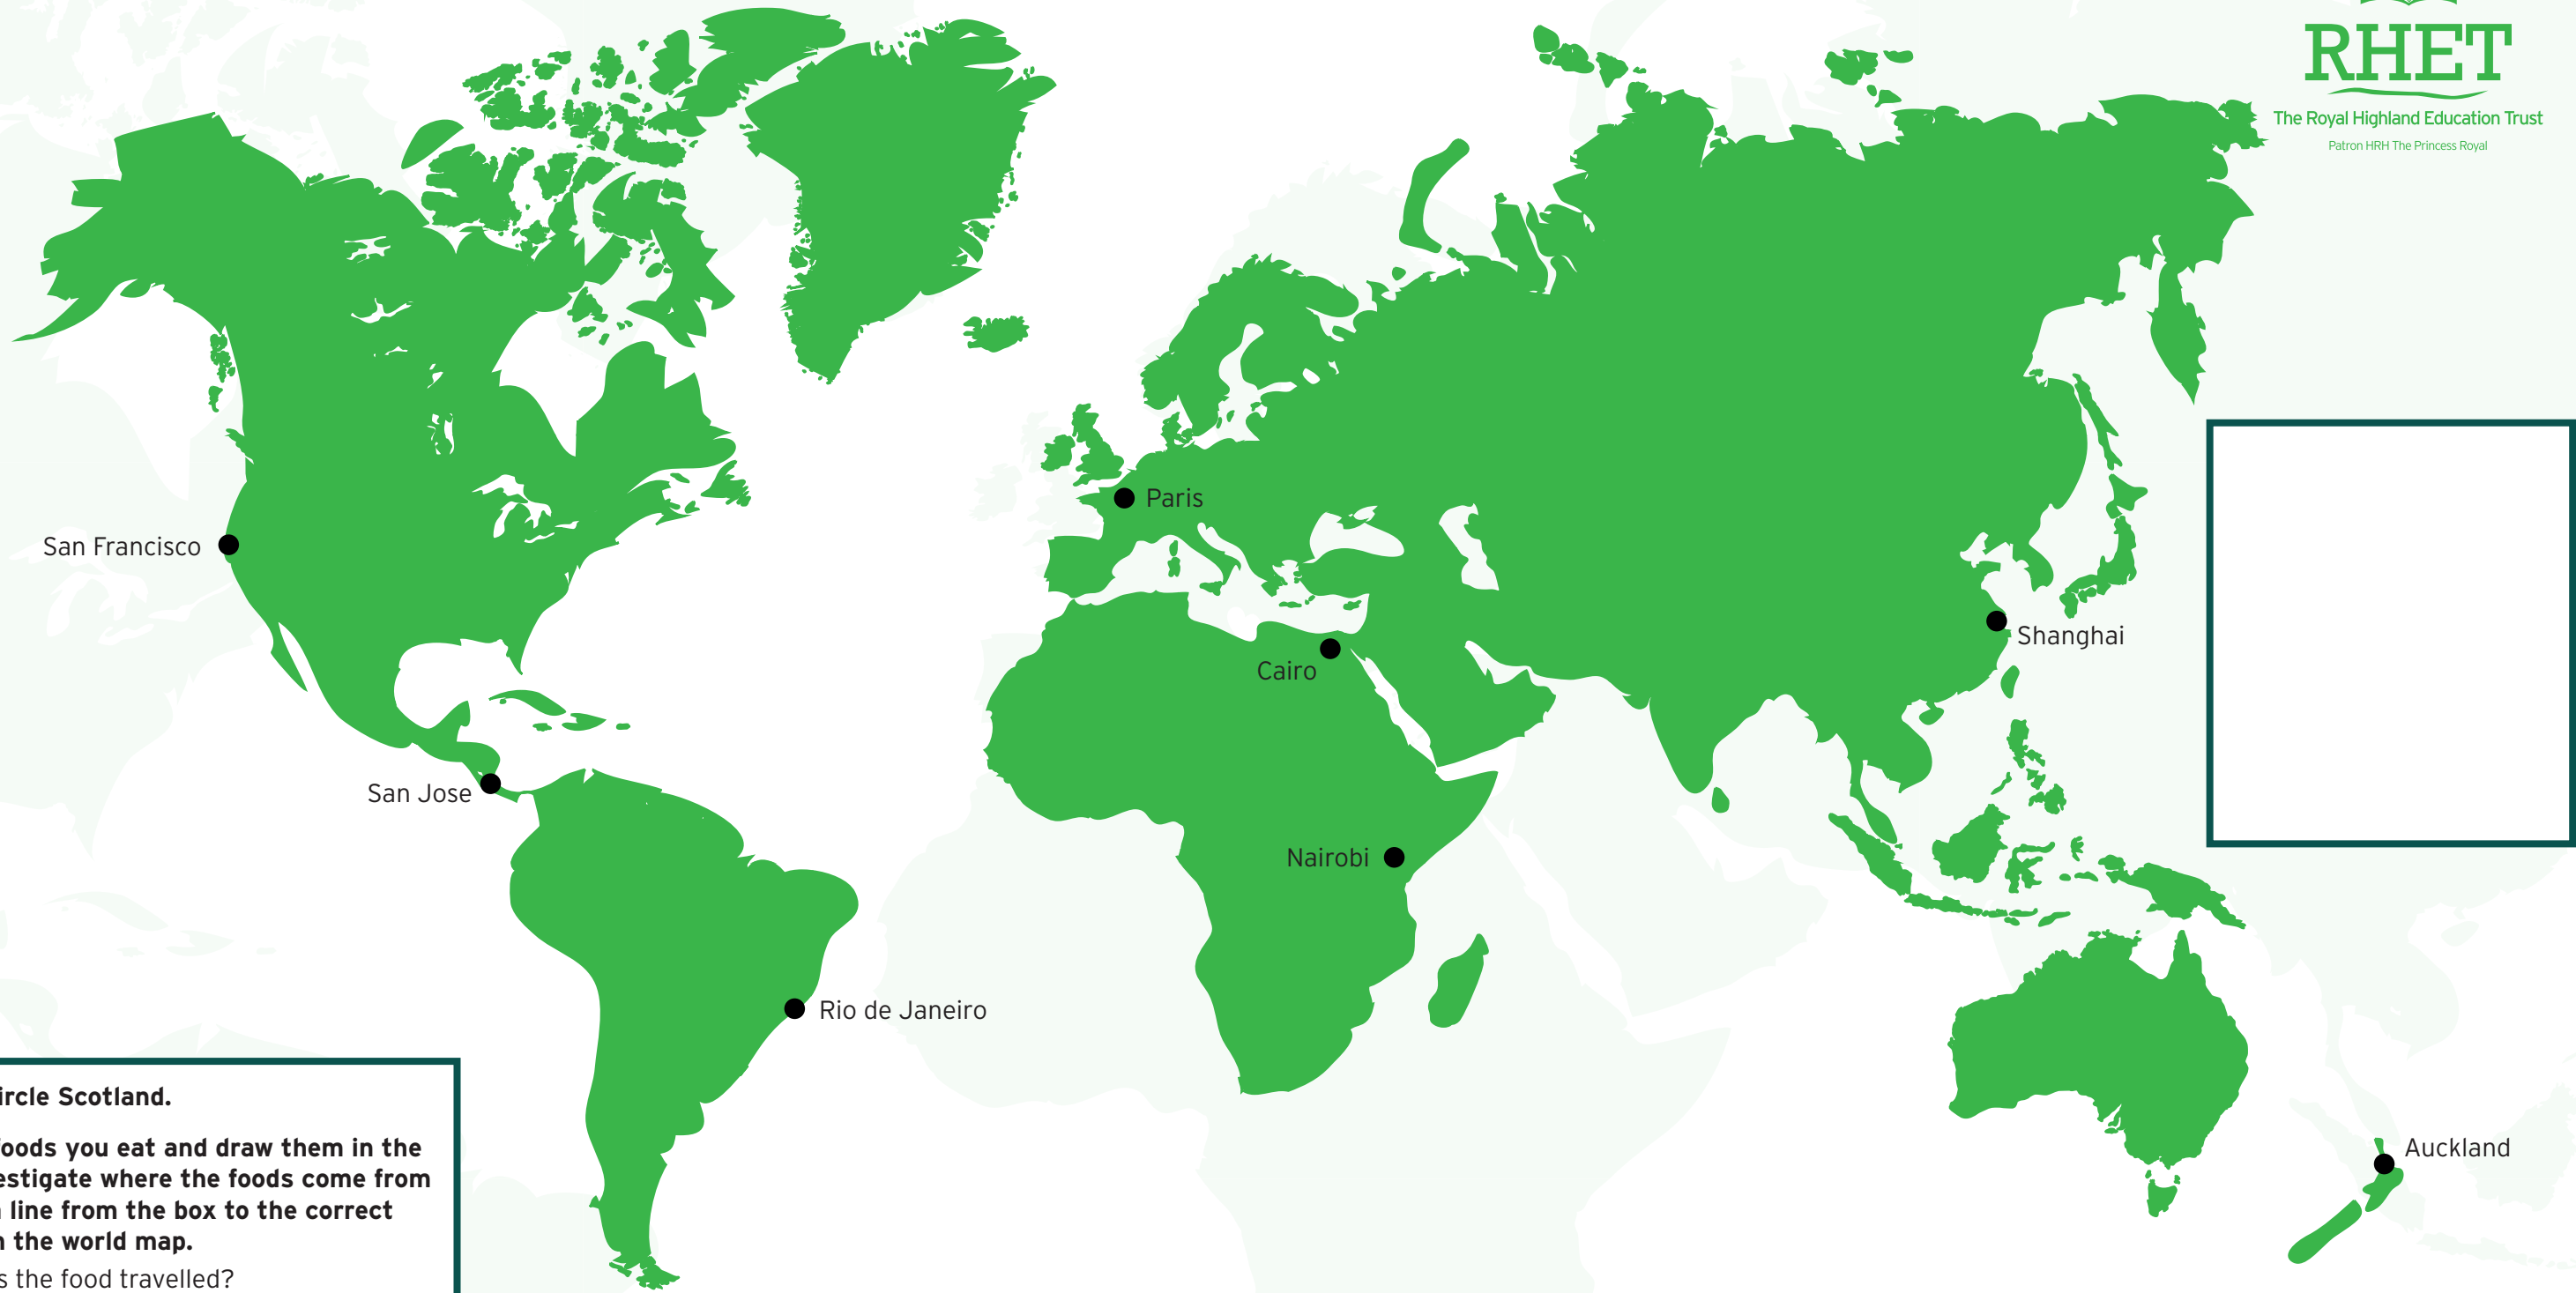 RHET
The Royal Highland Education Trust
Patron HRH The Princess Royal
Paris
San Francisco
Shanghai
Cairo
San Jose
Nairobi
Rio de Janeiro
Auckland
ircle Scotland.
foods you eat and draw them in the
estigate where the foods come from
line from the box to the correct
the world map.
s the food travelled?